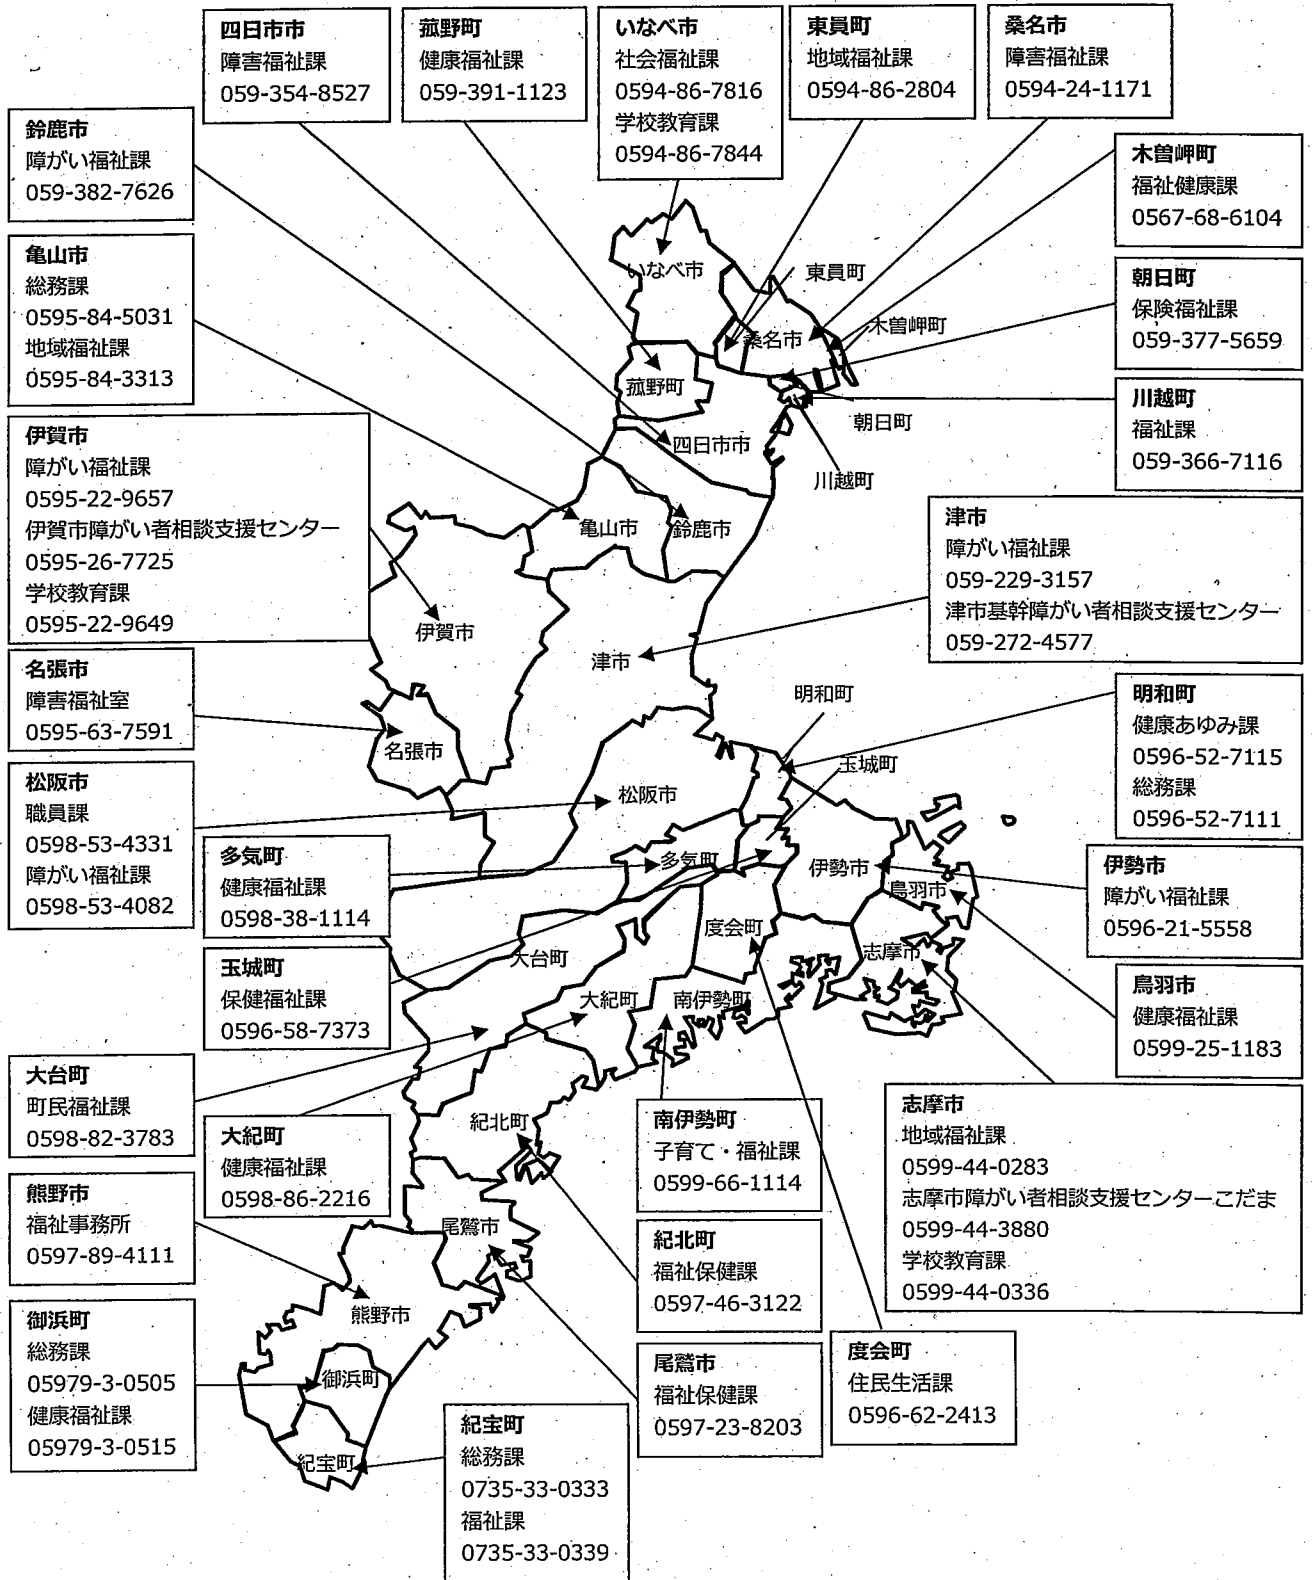 四日市市
障害福祉課
059-354-8527
菰野町
健康福祉課
059-391-1123
いなべ市
社会福祉課
0594-86-7816
学校教育課
0594-86-7844
東員町
地域福祉課
0594-86-2804
桑名市
障害福祉課
0594-24-1171
鈴鹿市
障がい福祉課
059-382-7626
木曽岬町
福祉健康課
0567-68-6104
亀山市
総務課
0595-84-5031
地域福祉課
0595-84-3313
朝日町
保険福祉課
059-377-5659
川越町
福祉課
059-366-7116
伊賀市
障がい福祉課
0595-22-9657
伊賀市障がい者相談支援センター
0595-26-7725
学校教育課
0595-22-9649
津市
障がい福祉課
059-229-3157
津市基幹障がい者相談支援センター
059-272-4577
名張市
障害福祉室
0595-63-7591
明和町
健康あゆみ課
0596-52-7115
総務課
0596-52-7111
松阪市
職員課
0598-53-4331
障がい福祉課
0598-53-4082
多気町
健康福祉課
0598-38-1114
伊勢市
障がい福祉課
0596-21-5558
玉城町
保健福祉課
0596-58-7373
鳥羽市
健康福祉課
0599-25-1183
大台町
町民福祉課
0598-82-3783
大紀町
健康福祉課
0598-86-2216
南伊勢町
子育て・福祉課
0599-66-1114
志摩市
地域福祉課
0599-44-0283
志摩市障がい者相談支援センターこだま
0599-44-3880
学校教育課
0599-44-0336
熊野市
福祉事務所
0597-89-4111
紀北町
福祉保健課
0597-46-3122
御浜町
総務課
05979-3-0505
健康福祉課
05979-3-0515
尾鷲市
福祉保健課
0597-23-8203
度会町
住民生活課
0596-62-2413
紀宝町
総務課
0735-33-0333
福祉課
0735-33-0339
いなべ市
東員町
桑名市
木曽岬町
菰野町
朝日町
四日市市
川越町
亀山市
鈴鹿市
伊賀市
津市
明和町
名張市
玉城町
松阪市
多気町
伊勢市
鳥羽市
度会町
志摩市
大台町
大紀町
南伊勢町
紀北町
尾鷲市
熊野市
御浜町
紀宝町